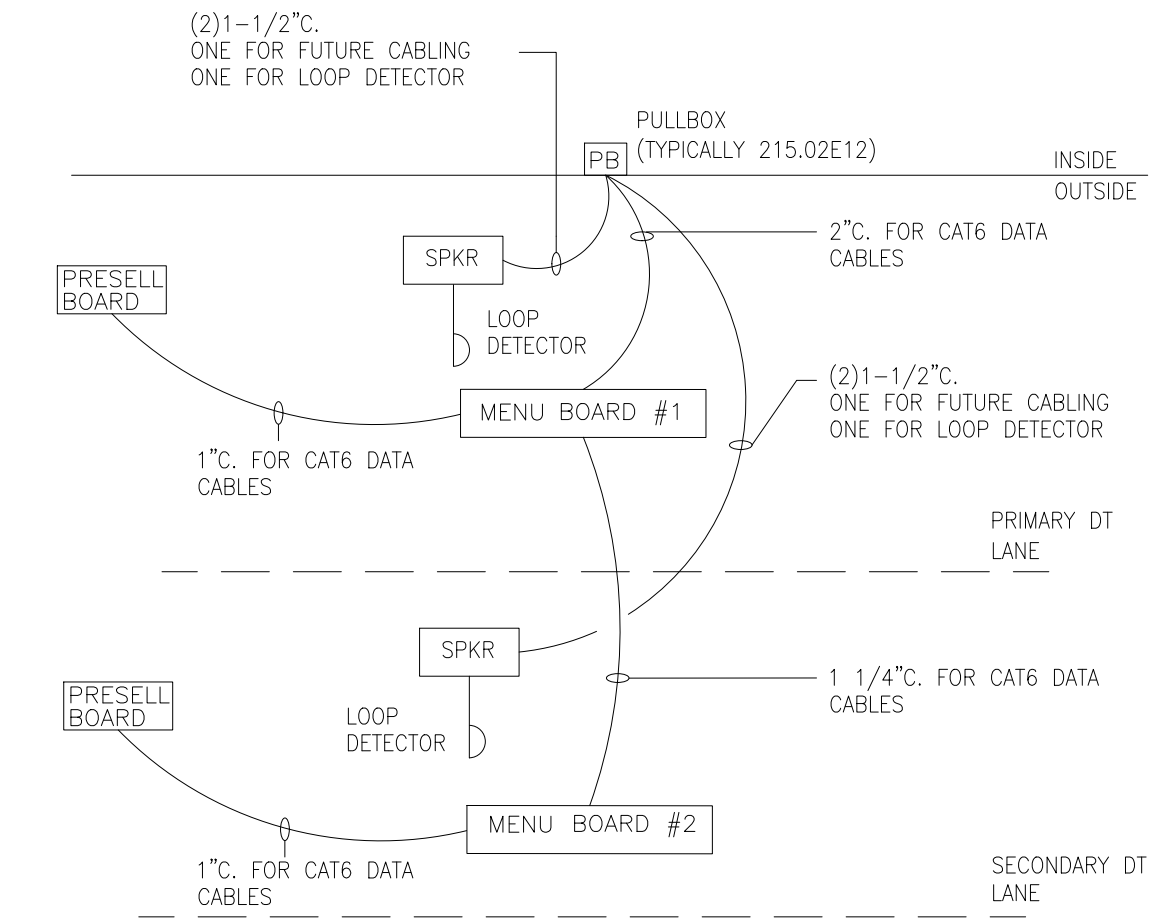 (2)1-1/2"C.
ONE FOR FUTURE CABLING
ONE FOR LOOP DETECTOR
PULLBOX
(TYPICALLY 215.02E12)
PB
INSIDE
OUTSIDE
2"C. FOR CAT6 DATA
CABLES
SPKR
PRESELL
BOARD
LOOP
DETECTOR
(2)1-1/2"C.
ONE FOR FUTURE CABLING
ONE FOR LOOP DETECTOR
MENU BOARD #1
1"C. FOR CAT6 DATA
CABLES
PRIMARY DT
LANE
SPKR
1 1/4"C. FOR CAT6 DATA
CABLES
PRESELL
BOARD
LOOP
DETECTOR
MENU BOARD #2
1"C. FOR CAT6 DATA
CABLES
SECONDARY DT
LANE